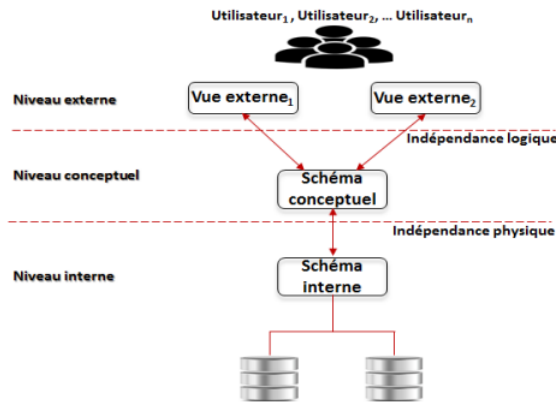 Utilisateur₁ , Utilisateur₂, ... Utilisateurₙ
Niveau externe
Vue externe₁
Vue externe₂
Indépendance logique
Niveau conceptuel
Schéma
conceptuel
Indépendance physique
Niveau interne
Schéma
interne